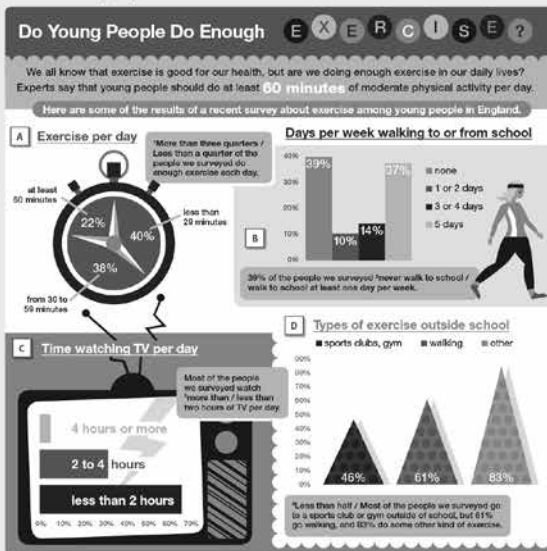 Do Young People Do Enough EXERCISE?
We all know that exercise is good for our health, but are we doing enough exercise in our daily lives?
Experts say that young people should do at least 60 minutes of moderate physical activity per day.
Here are some of the results of a recent survey about exercise among young people in England.
A Exercise per day
¹More than three quarters /
Less than a quarter of the
people we surveyed do
enough exercise each day.
at least
60 minutes
22%
less than
29 minutes
40%
38%
from 30 to
59 minutes
Days per week walking to or from school
40%
30%
20%
10%
0%
39%
10%
14%
37%
none
1 or 2 days
3 or 4 days
5 days
B
39% of the people we surveyed ²never walk to school /
walk to school at least one day per week.
C Time watching TV per day
Most of the people
we surveyed watch
³more than / less than
two hours of TV per day.
4 hours or more
2 to 4 hours
less than 2 hours
0% 10% 20% 30% 40% 50% 60% 70%
D Types of exercise outside school
sports clubs, gym walking other
90%
80%
70%
60%
50%
40%
30%
20%
10%
0%
46%
61%
83%
⁴Less than half / Most of the people we surveyed go
to a sports club or gym outside of school, but 61%
go walking, and 83% do some other kind of exercise.